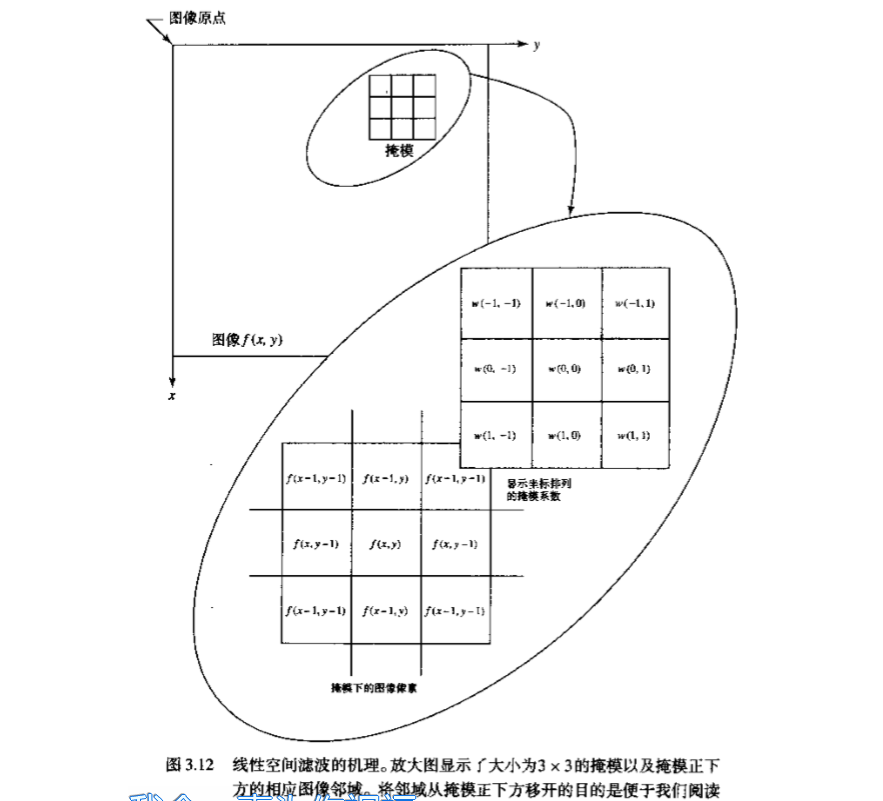 图像原点
y
掩模
图像f(x, y)
x
w(-1, -1) w(-1,0) w(-1,1)
w(0, -1) w(0,0) w(0,1)
w(1, -1) w(1,0) w(1,1)
显示坐标排列
的掩模系数
f(x-1,y-1) f(x-1,y) f(x-1,y-1)
f(x,y-1) f(x,y) f(x,y-1)
f(x-1,y-1) f(x-1,y) f(x-1,y-1)
掩模下的图像像素
图 3.12 线性空间滤波的机理。放大图显示了大小为3×3的掩模以及掩模正下
方的相应图像邻域。将邻域从掩模正下方移开的目的是便于我们阅读